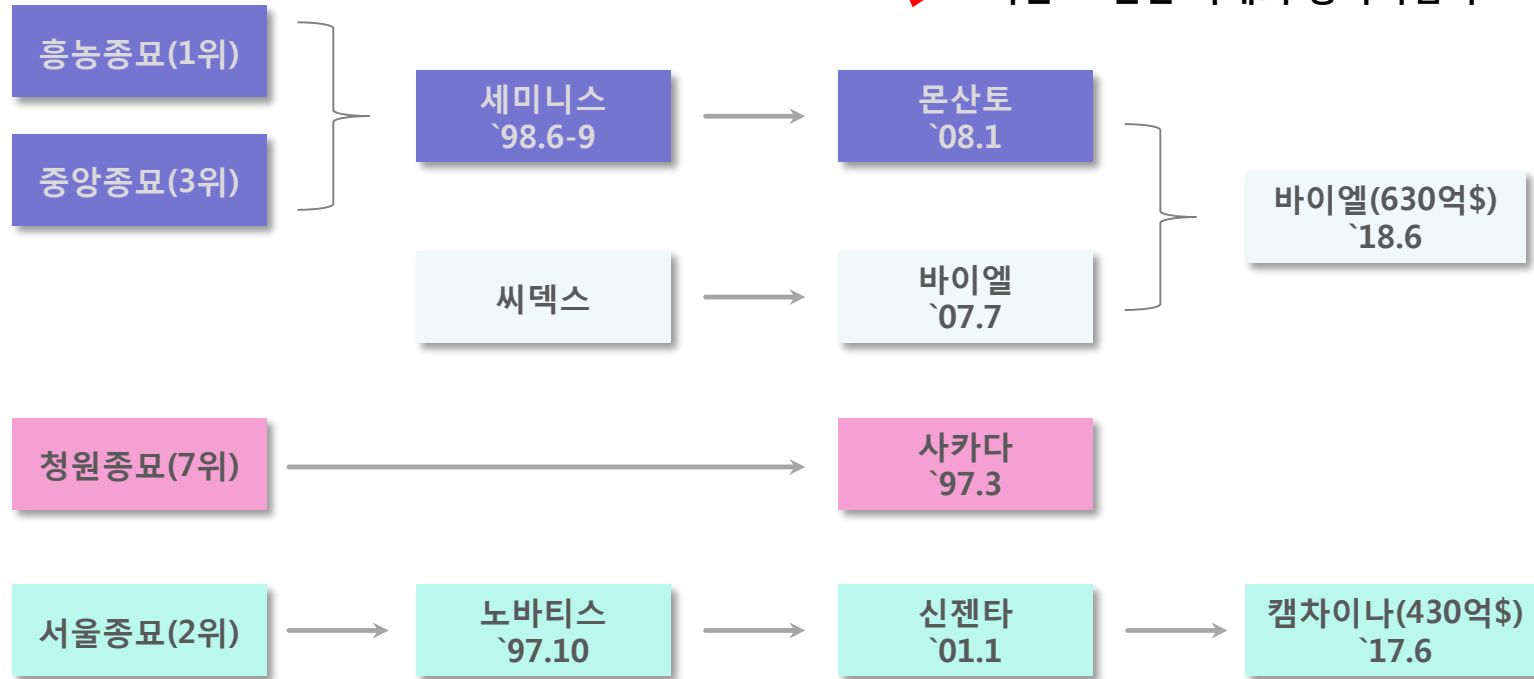 흥농종묘(1위)
중앙종묘(3위)
세미니스
`98.6-9
몬산토
`08.1
바이엘(630억$)
`18.6
씨덱스
바이엘
`07.7
청원종묘(7위)
사카다
`97.3
서울종묘(2위)
노바티스
`97.10
신젠타
`01.1
캠차이나(430억$)
`17.6